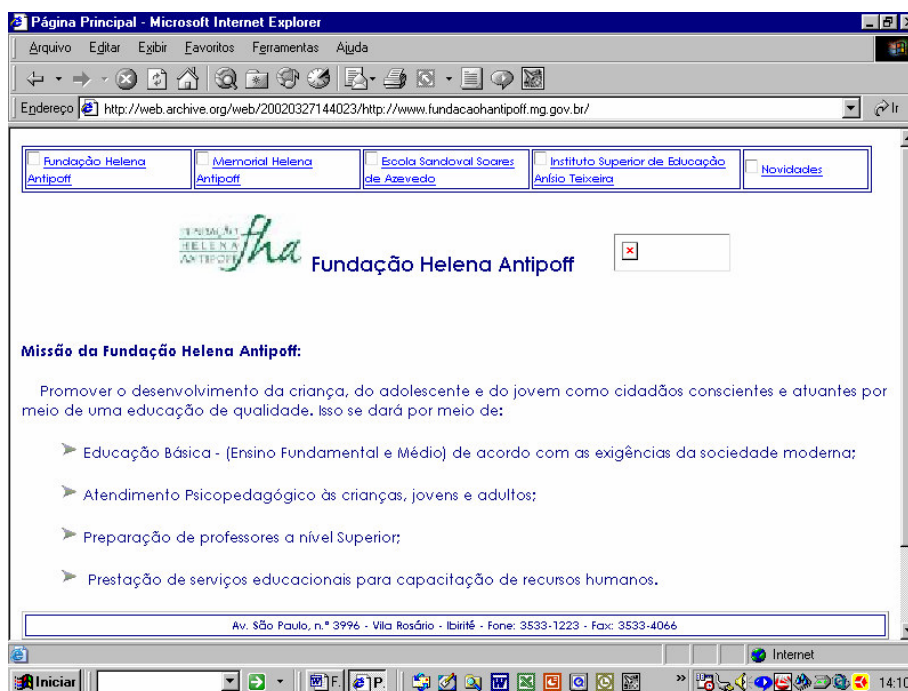 Página Principal - Microsoft Internet Explorer
Arquivo Editar Exibir Favoritos Ferramentas Ajuda
Endereço http://web.archive.org/web/20020327144023/http://www.fundacaohantipoff.mg.gov.br/ Ir
Fundação Helena Antipoff
Memorial Helena Antipoff
Escola Sandoval Soares de Azevedo
Instituto Superior de Educação Anísio Teixeira
Novidades
FUNDAÇÃO
HELENA
ANTIPOFF
fha
Fundação Helena Antipoff
Missão da Fundação Helena Antipoff:
Promover o desenvolvimento da criança, do adolescente e do jovem como cidadãos conscientes e atuantes por
meio de uma educação de qualidade. Isso se dará por meio de:
Educação Básica - (Ensino Fundamental e Médio) de acordo com as exigências da sociedade moderna;
Atendimento Psicopedagógico às crianças, jovens e adultos;
Preparação de professores a nível Superior;
Prestação de serviços educacionais para capacitação de recursos humanos.
Av. São Paulo, n.º 3996 - Vila Rosário - Ibirité - Fone: 3533-1223 - Fax: 3533-4066
Internet
Iniciar F. P. 14:10